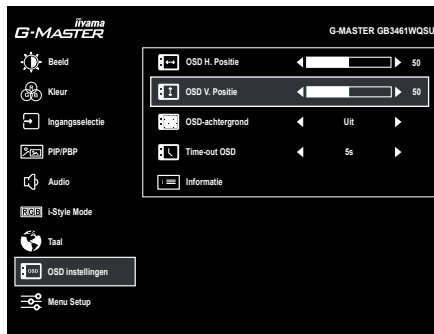 iiyama
G-MASTER
G-MASTER GB3461WQSU
Beeld
Kleur
Ingangsselectie
PIP/PBP
Audio
RGB i-Style Mode
Taal
OSD OSD instellingen
Menu Setup
OSD H. Positie 50
OSD V. Positie 50
OSD-achtergrond Uit
Time-out OSD 5s
Informatie